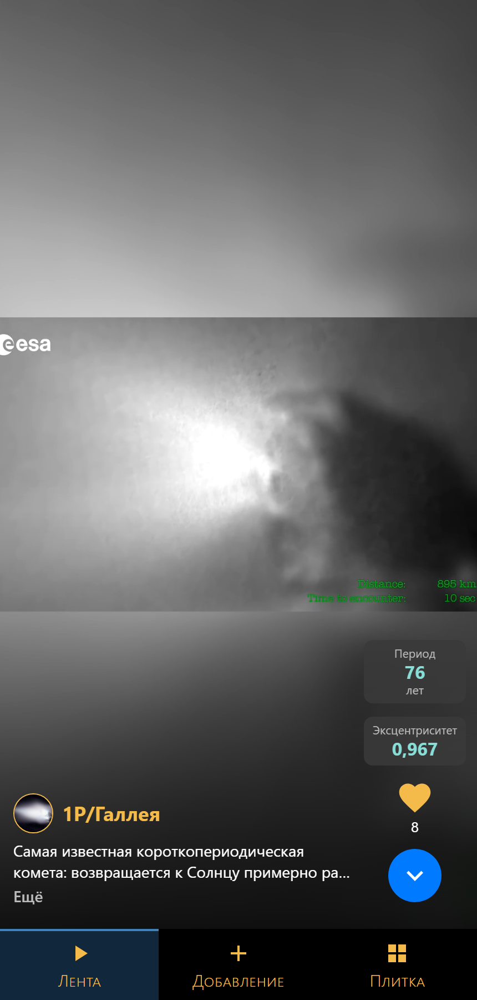 esa
Distance: 895 km
Time to encounter: 10 sec
Период
76
лет
Эксцентриситет
0,967
8
1P/Галлея
Самая известная короткопериодическая
комета: возвращается к Солнцу примерно ра...
Ещё
Лента
Добавление
Плитка